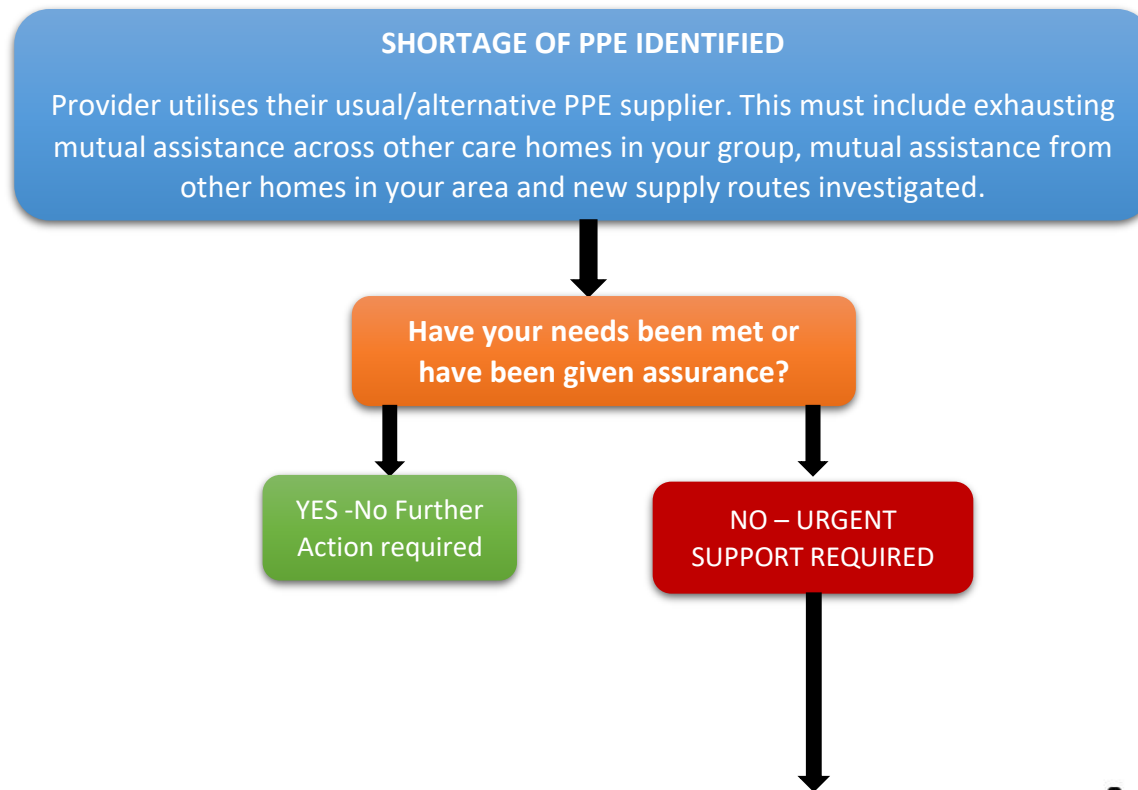 SHORTAGE OF PPE IDENTIFIED
Provider utilises their usual/alternative PPE supplier. This must include exhausting
mutual assistance across other care homes in your group, mutual assistance from
other homes in your area and new supply routes investigated.
Have your needs been met or
have been given assurance?
YES -No Further
Action required
NO – URGENT
SUPPORT REQUIRED